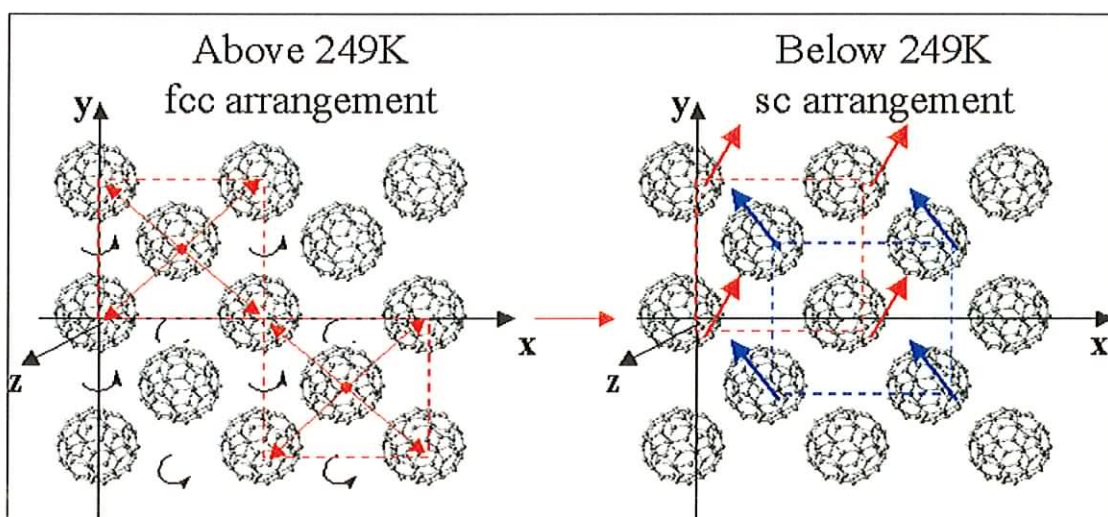 Above 249K
fcc arrangement
y
x
z
Below 249K
sc arrangement
y
x
z